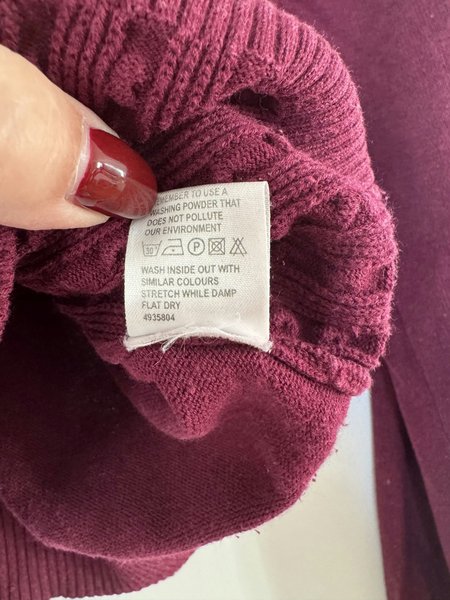 REMEMBER TO USE A
WASHING POWDER THAT
DOES NOT POLLUTE
OUR ENVIRONMENT
30 P
WASH INSIDE OUT WITH
SIMILAR COLOURS
STRETCH WHILE DAMP
FLAT DRY
4935804